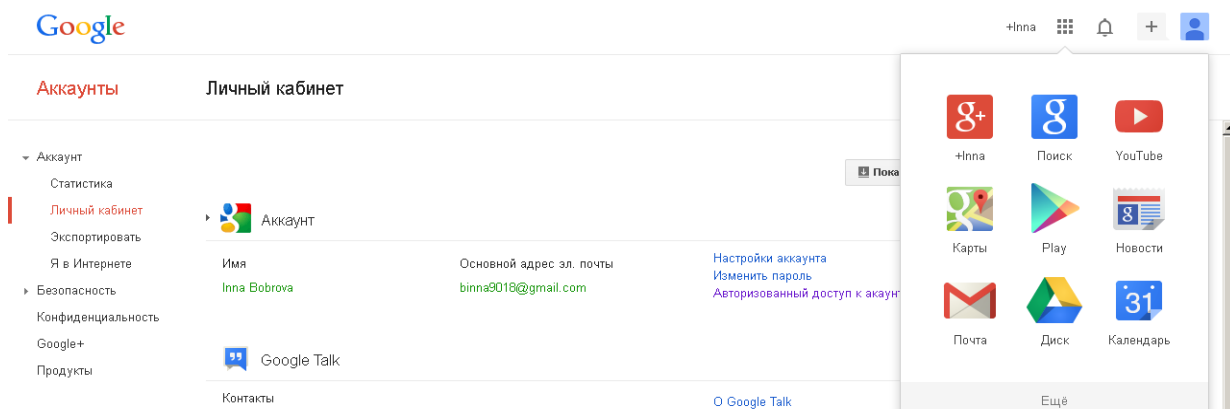 Google
+Inna
Аккаунты
Личный кабинет
Аккаунт
Статистика
Личный кабинет
Экспортировать
Я в Интернете
Безопасность
Конфиденциальность
Google+
Продукты
Пока
Аккаунт
Имя
Основной адрес эл. почты
Настройки аккаунта
Inna Bobrova
binna9018@gmail.com
Изменить пароль
Авторизованный доступ к акаун
Google Talk
Контакты
О Google Talk
g+
g
+Inna
Поиск
YouTube
g
g
Карты
Play
Новости
31
Почта
Диск
Календарь
Ещё